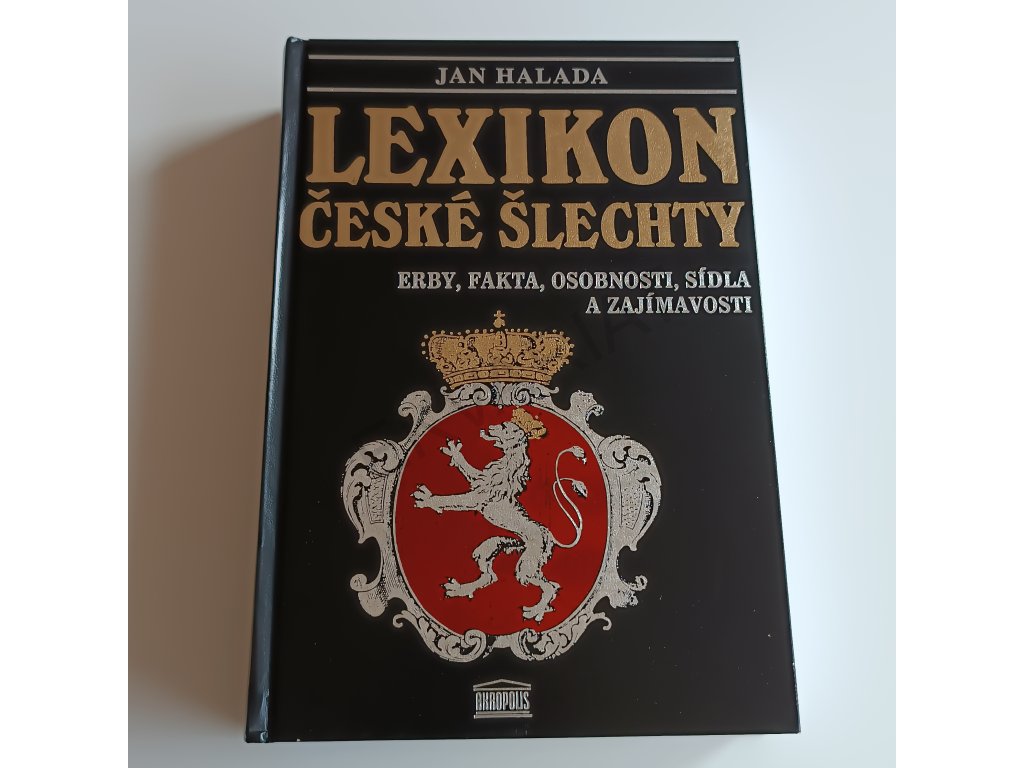 JAN HALADA
LEXIKON
ČESKÉ ŠLECHTY
ERBY, FAKTA, OSOBNOSTI, SÍDLA
A ZAJÍMAVOSTI
AKROPOLIS